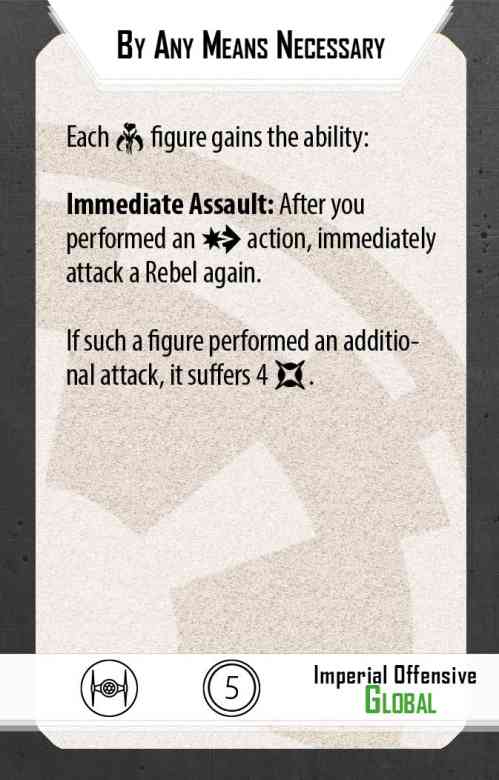 By Any Means Necessary
Each figure gains the ability:
Immediate Assault: After you
performed an action, immediately
attack a Rebel again.
If such a figure performed an additio-
nal attack, it suffers 4 .
5
Imperial Offensive
Global